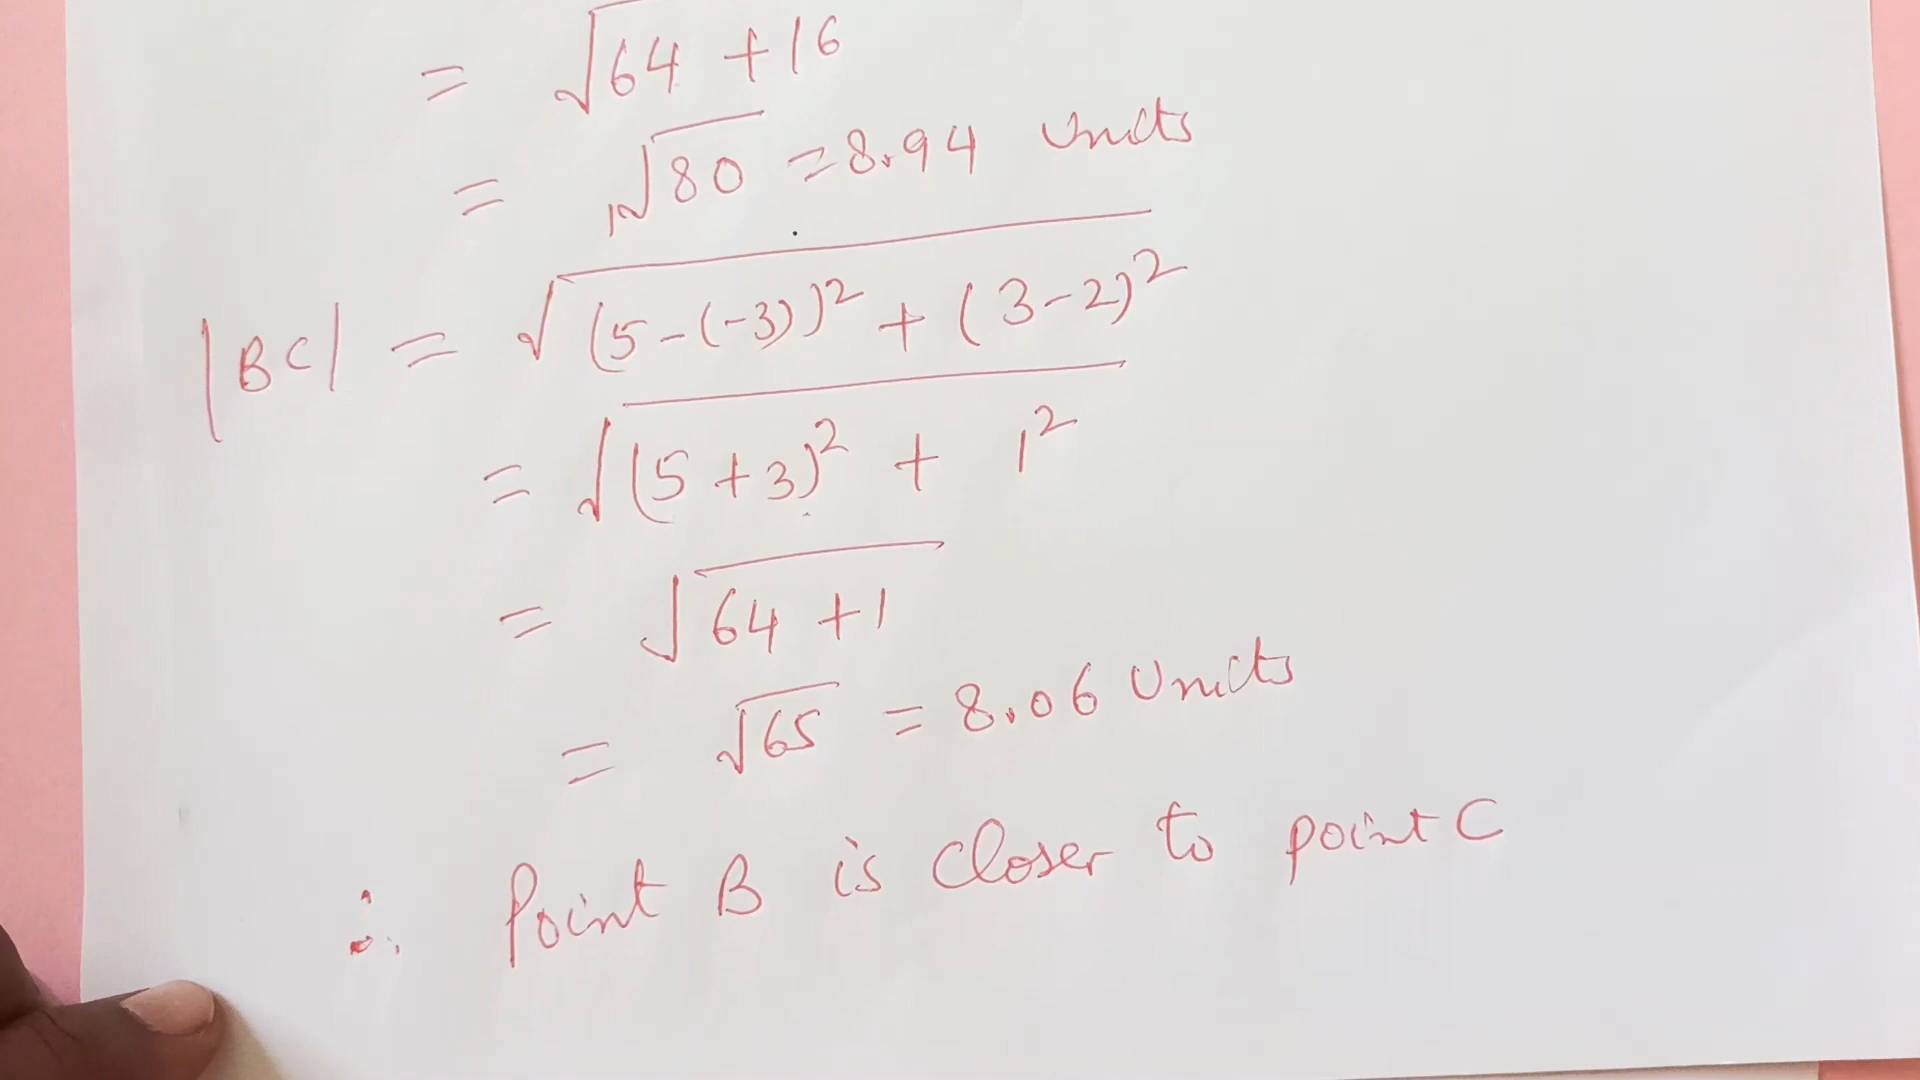 = √64 + 16
= √80 = 8.94 Units
|BC| = √(5-(-3))² + (3-2)²
= √(5+3)² + 1²
= √64 + 1
= √65 = 8.06 Units
∴ Point B is closer to point C